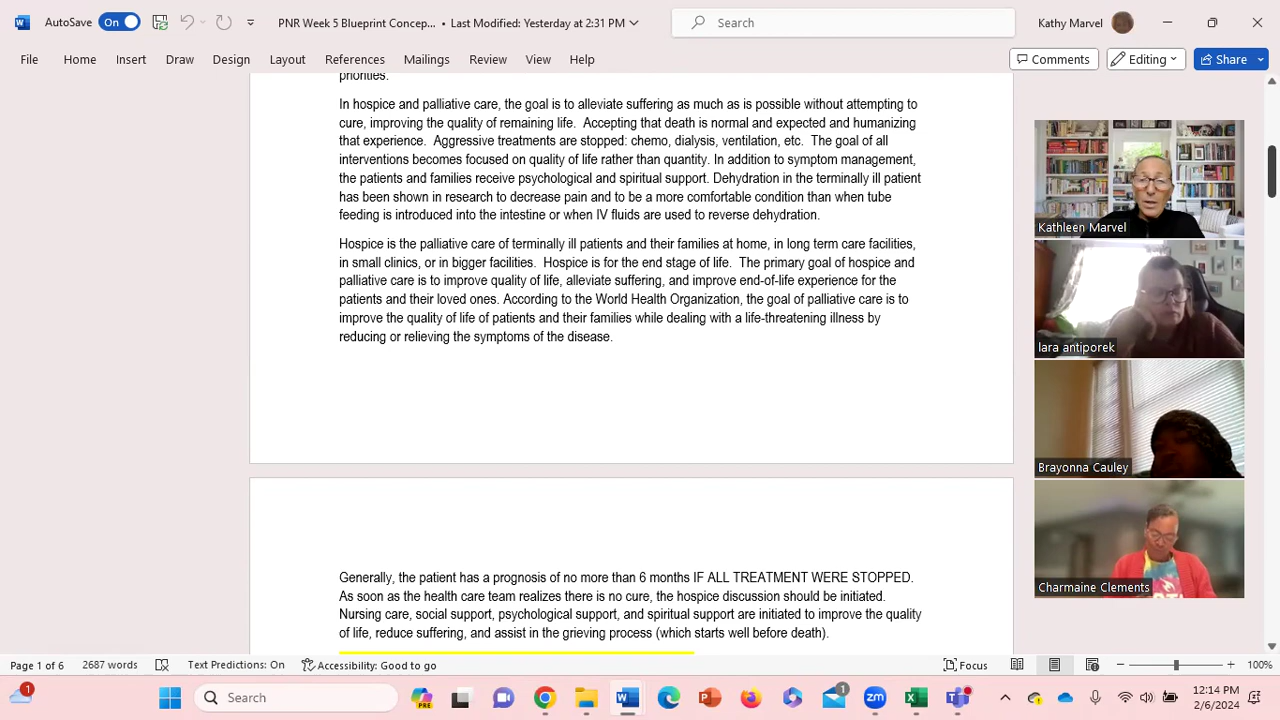 AutoSave
On
PNR Week 5 Blueprint Concep... • Last Modified: Yesterday at 2:31 PM
Search
Kathy Marvel
File
Home
Insert
Draw
Design
Layout
References
Mailings
Review
View
Help
Comments
Editing
Share
priorities.
In hospice and palliative care, the goal is to alleviate suffering as much as is possible without attempting to
cure, improving the quality of remaining life.  Accepting that death is normal and expected and humanizing
that experience.  Aggressive treatments are stopped: chemo, dialysis, ventilation, etc.  The goal of all
interventions becomes focused on quality of life rather than quantity. In addition to symptom management,
the patients and families receive psychological and spiritual support. Dehydration in the terminally ill patient
has been shown in research to decrease pain and to be a more comfortable condition than when tube
feeding is introduced into the intestine or when IV fluids are used to reverse dehydration.
Hospice is the palliative care of terminally ill patients and their families at home, in long term care facilities,
in small clinics, or in bigger facilities.  Hospice is for the end stage of life.  The primary goal of hospice and
palliative care is to improve quality of life, alleviate suffering, and improve end-of-life experience for the
patients and their loved ones. According to the World Health Organization, the goal of palliative care is to
improve the quality of life of patients and their families while dealing with a life-threatening illness by
reducing or relieving the symptoms of the disease.
Generally, the patient has a prognosis of no more than 6 months IF ALL TREATMENT WERE STOPPED.
As soon as the health care team realizes there is no cure, the hospice discussion should be initiated.
Nursing care, social support, psychological support, and spiritual support are initiated to improve the quality
of life, reduce suffering, and assist in the grieving process (which starts well before death).
Kathleen Marvel
lara antiporek
Brayonna Cauley
Charmaine Clements
Page 1 of 6
2687 words
Text Predictions: On
Accessibility: Good to go
Focus
100%
1
Search
PRE
1
zm
12:14 PM
2/6/2024